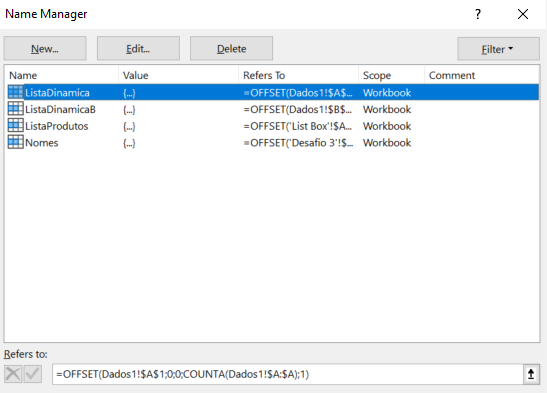 Name Manager ? ×
New... Edit... Delete Filter
Name Value Refers To Scope Comment
ListaDinamica {...} =OFFSET(Dados1!$A$... Workbook
ListaDinamicaB {...} =OFFSET(Dados1!$B$... Workbook
ListaProdutos {...} =OFFSET('List Box'!$A... Workbook
Nomes {...} =OFFSET('Desafio 3'!$... Workbook
Refers to:
=OFFSET(Dados1!$A$1;0;0;COUNTA(Dados1!$A:$A);1)